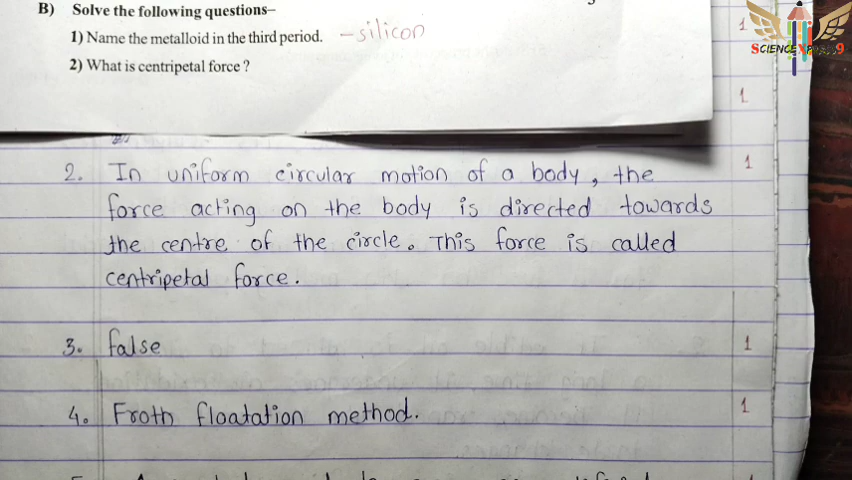 B) Solve the following questions–
1) Name the metalloid in the third period. – silicon
2) What is centripetal force ?
1
SCIENCEXPRESS9
1
2. In uniform circular motion of a body, the
1
force acting on the body is directed towards
the centre of the circle. This force is called
centripetal force.
3. false
1
4. Froth floatation method.
1